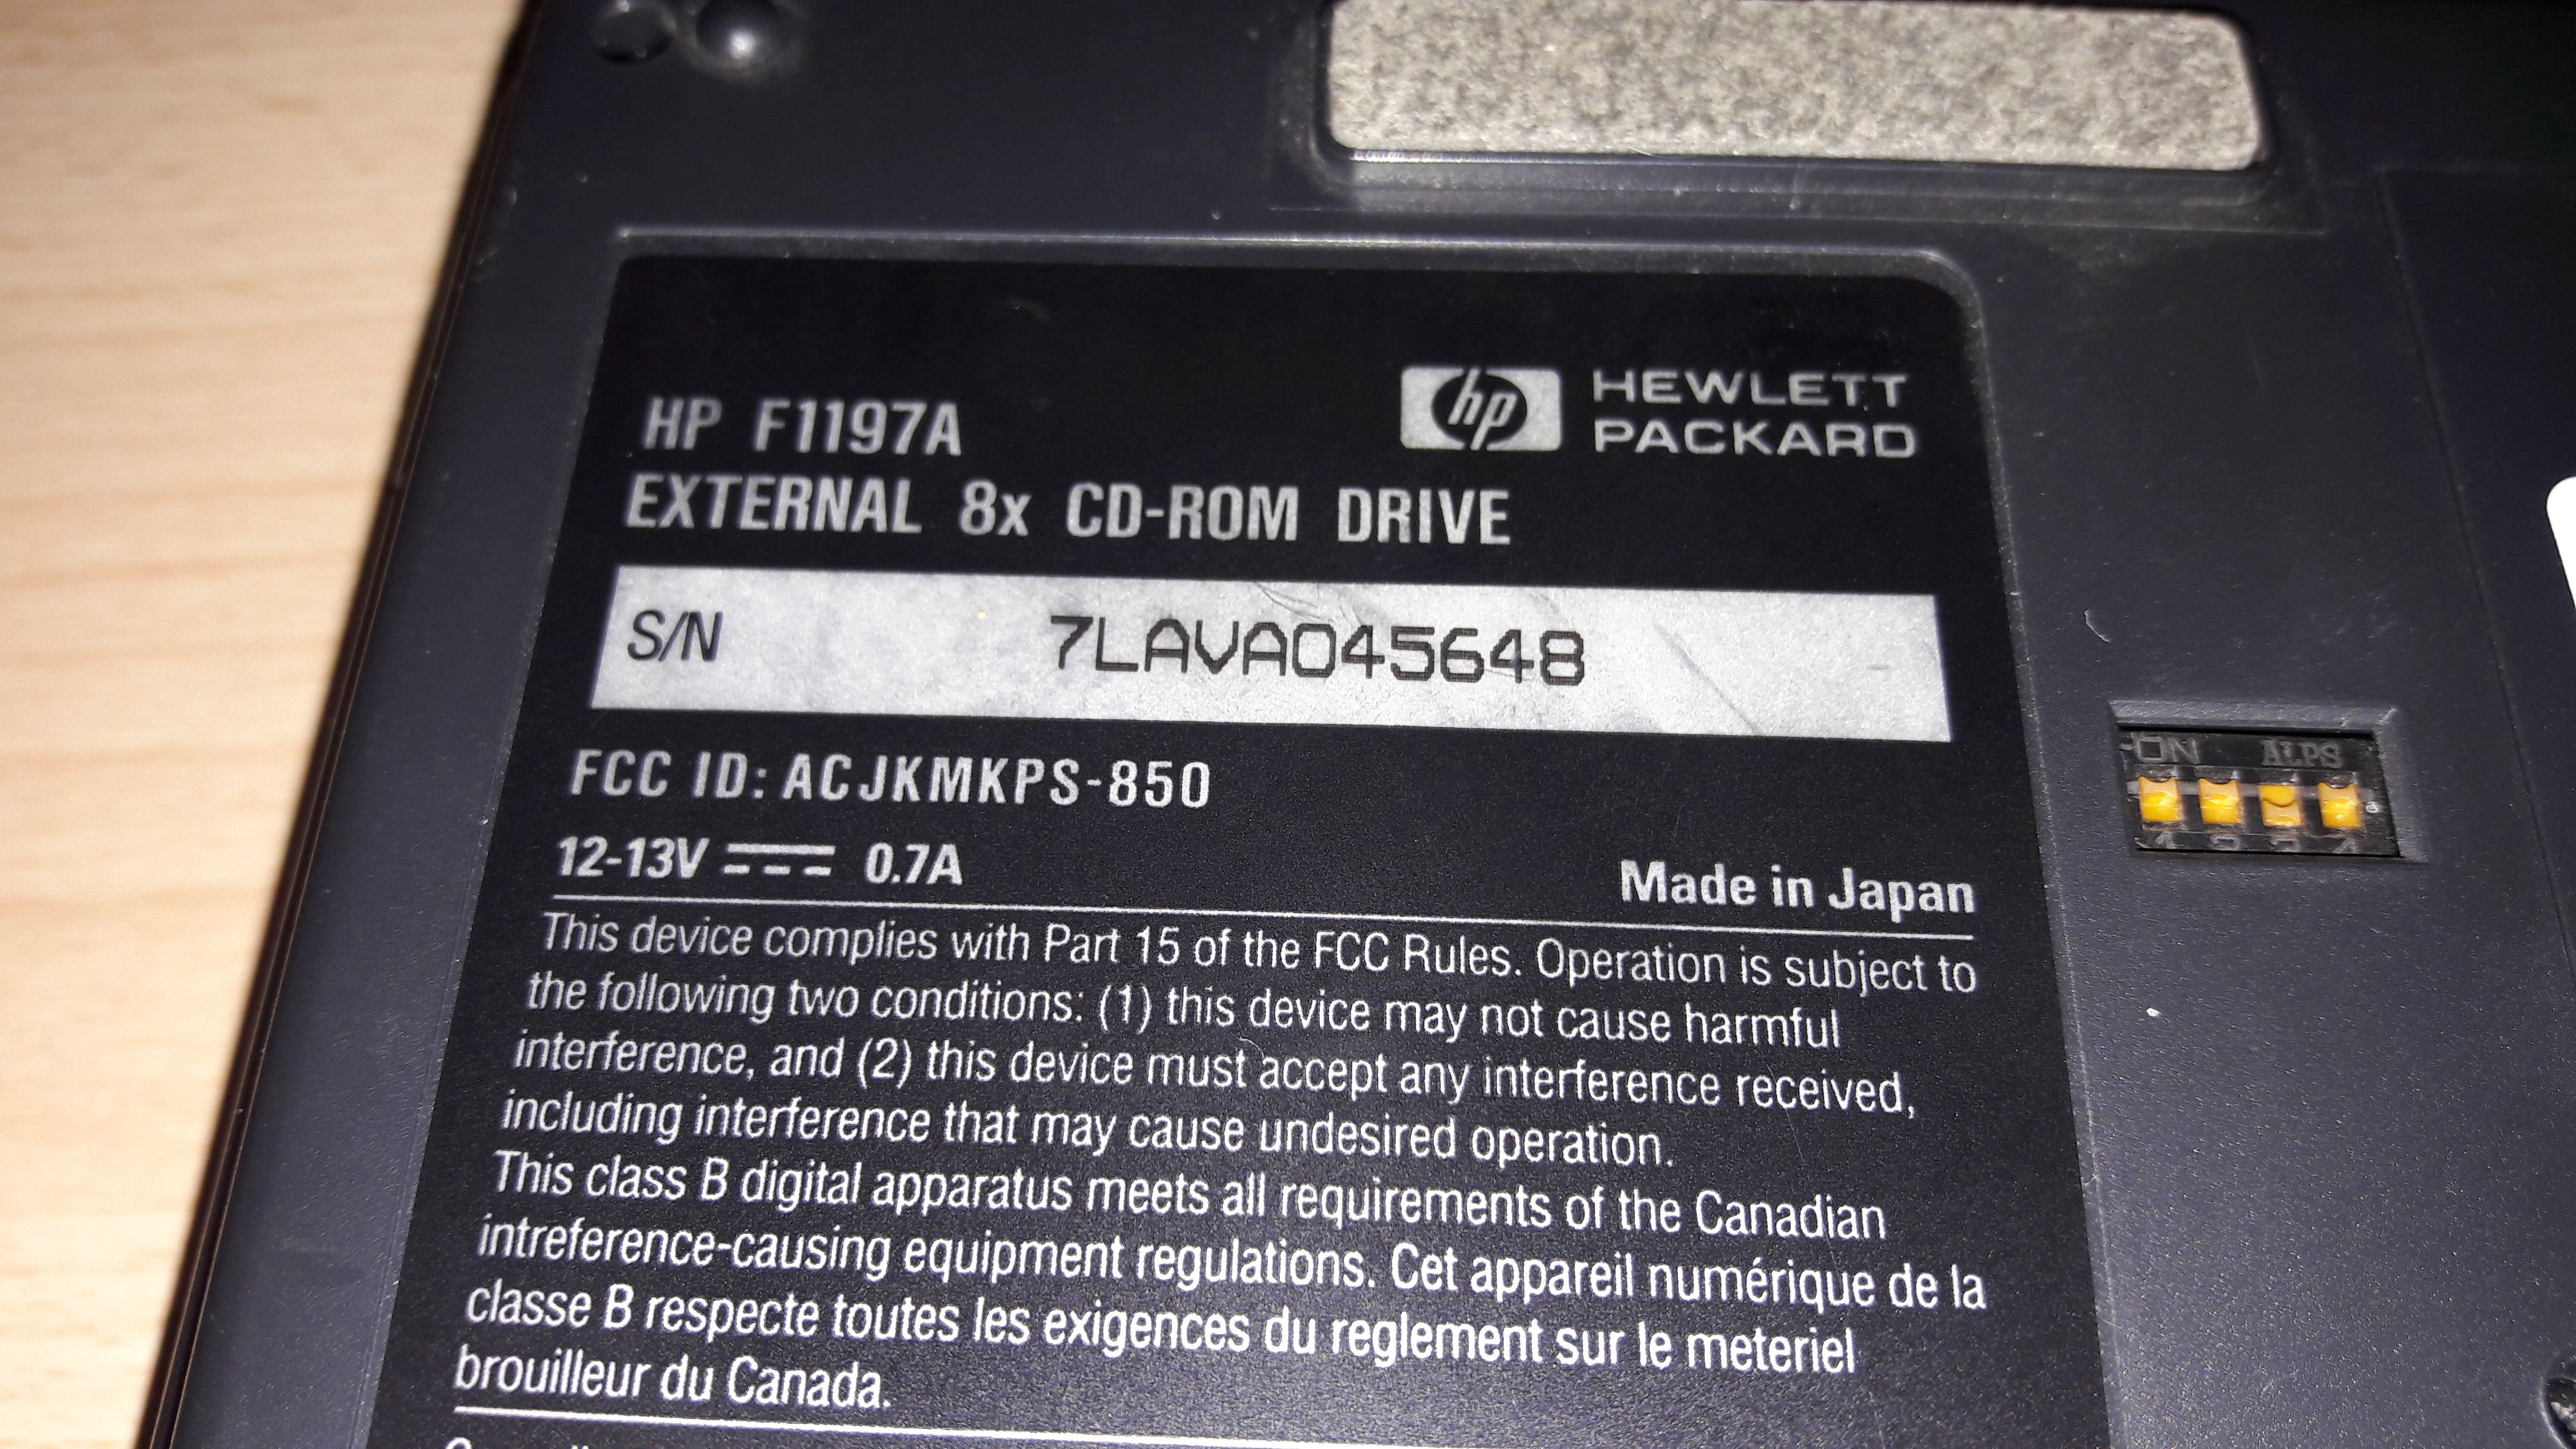 hp HEWLETT
PACKARD
HP F1197A
EXTERNAL 8x CD-ROM DRIVE
S/N 7LAVA045648
FCC ID: ACJKMKPS-850
12-13V 0.7A
Made in Japan
This device complies with Part 15 of the FCC Rules. Operation is subject to
the following two conditions: (1) this device may not cause harmful
interference, and (2) this device must accept any interference received,
including interference that may cause undesired operation.
This class B digital apparatus meets all requirements of the Canadian
intreference-causing equipment regulations. Cet appareil numérique de la
classe B respecte toutes les exigences du reglement sur le meteriel
brouilleur du Canada.
ON ALPS
1 2 3 4